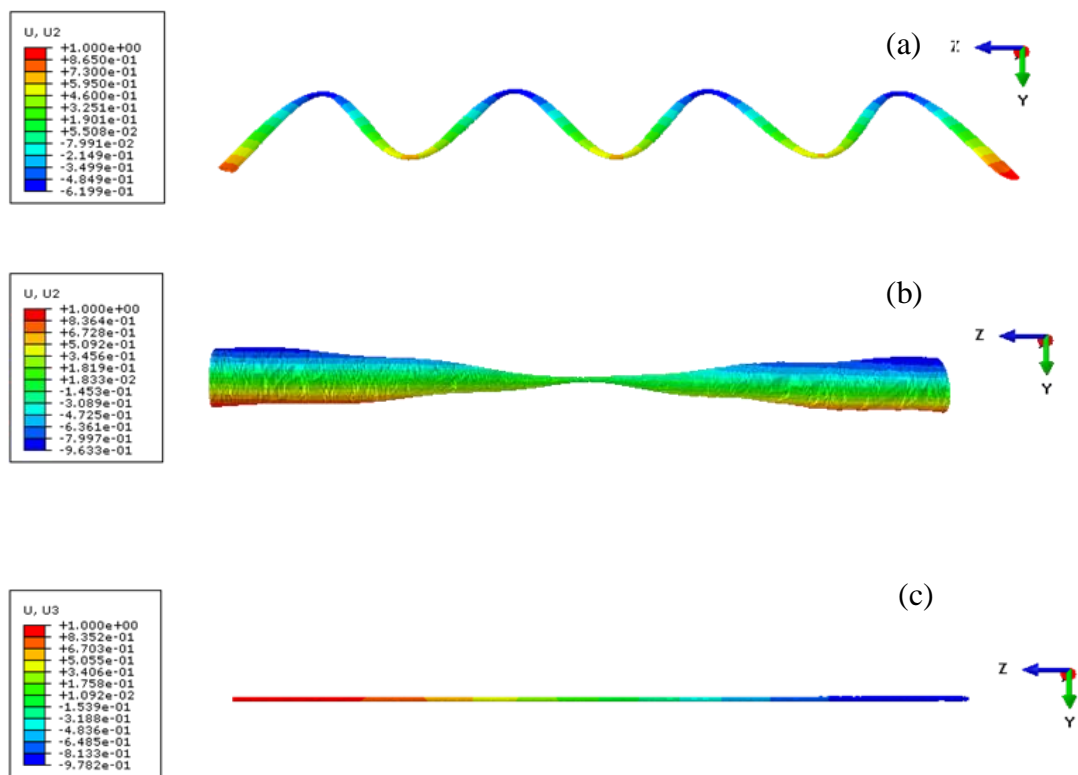 (a)
U, U2
+1.000e+00
+8.650e-01
+7.300e-01
+5.950e-01
+4.600e-01
+3.251e-01
+1.901e-01
+5.508e-02
-7.991e-02
-2.149e-01
-3.499e-01
-4.849e-01
-6.199e-01
Z
Y
(b)
U, U2
+1.000e+00
+8.364e-01
+6.728e-01
+5.092e-01
+3.456e-01
+1.819e-01
+1.833e-02
-1.453e-01
-3.089e-01
-4.725e-01
-6.361e-01
-7.997e-01
-9.633e-01
Z
Y
(c)
U, U3
+1.000e+00
+8.352e-01
+6.703e-01
+5.055e-01
+3.406e-01
+1.758e-01
+1.092e-02
-1.539e-01
-3.188e-01
-4.836e-01
-6.485e-01
-8.133e-01
-9.782e-01
Z
Y